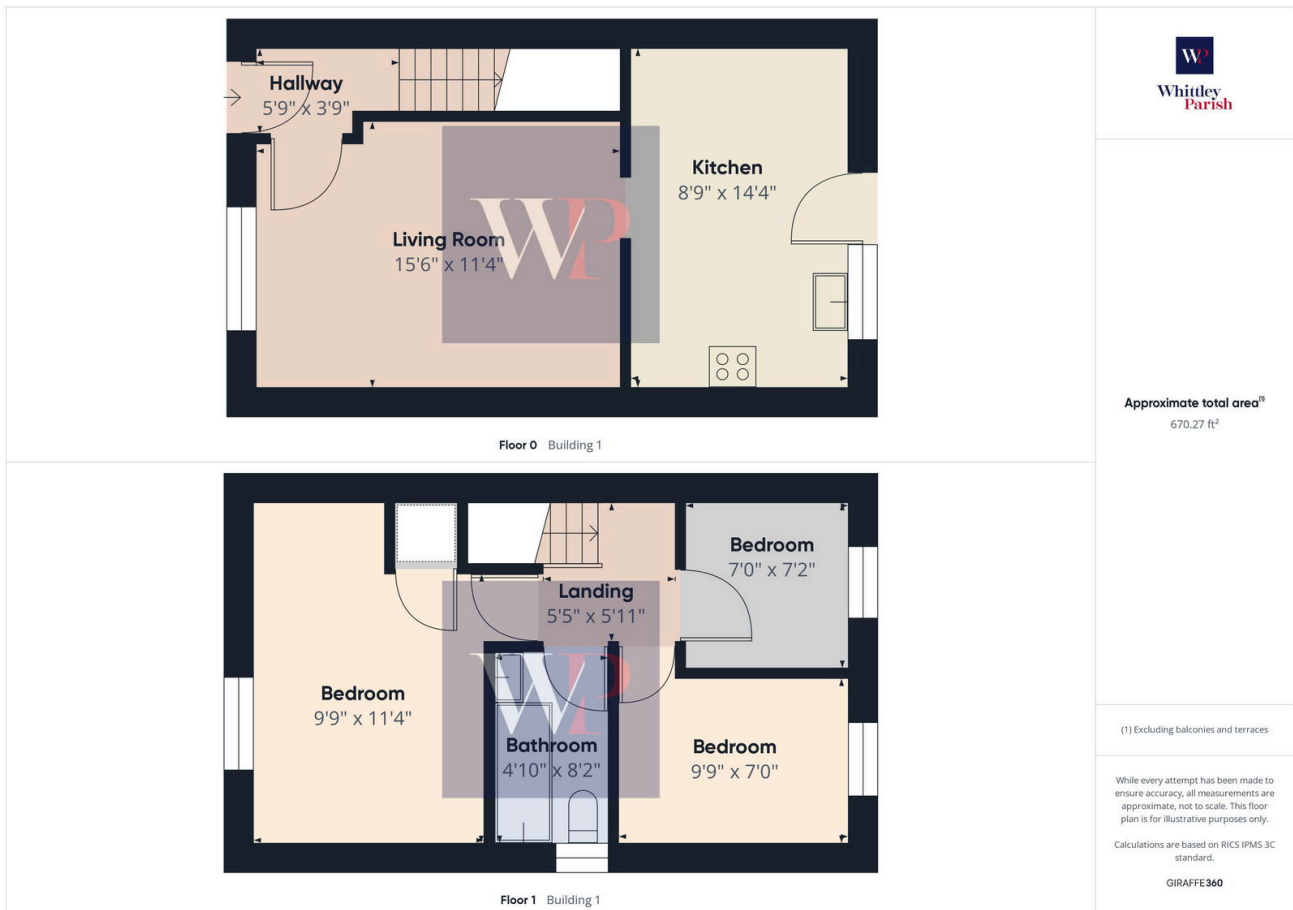 Hallway
5'9" x 3'9"
Kitchen
8'9" x 14'4"
Living Room
15'6" x 11'4"
WP
Floor 0 Building 1
Bedroom
7'0" x 7'2"
Landing
5'5" x 5'11"
Bedroom
9'9" x 11'4"
WP
Bathroom
4'10" x 8'2"
Bedroom
9'9" x 7'0"
Floor 1 Building 1
WP
Whittley
Parish
Approximate total area⁽¹⁾
670.27 ft²
(1) Excluding balconies and terraces
While every attempt has been made to
ensure accuracy, all measurements are
approximate, not to scale. This floor
plan is for illustrative purposes only.
Calculations are based on RICS IPMS 3C
standard.
GIRAFFE360